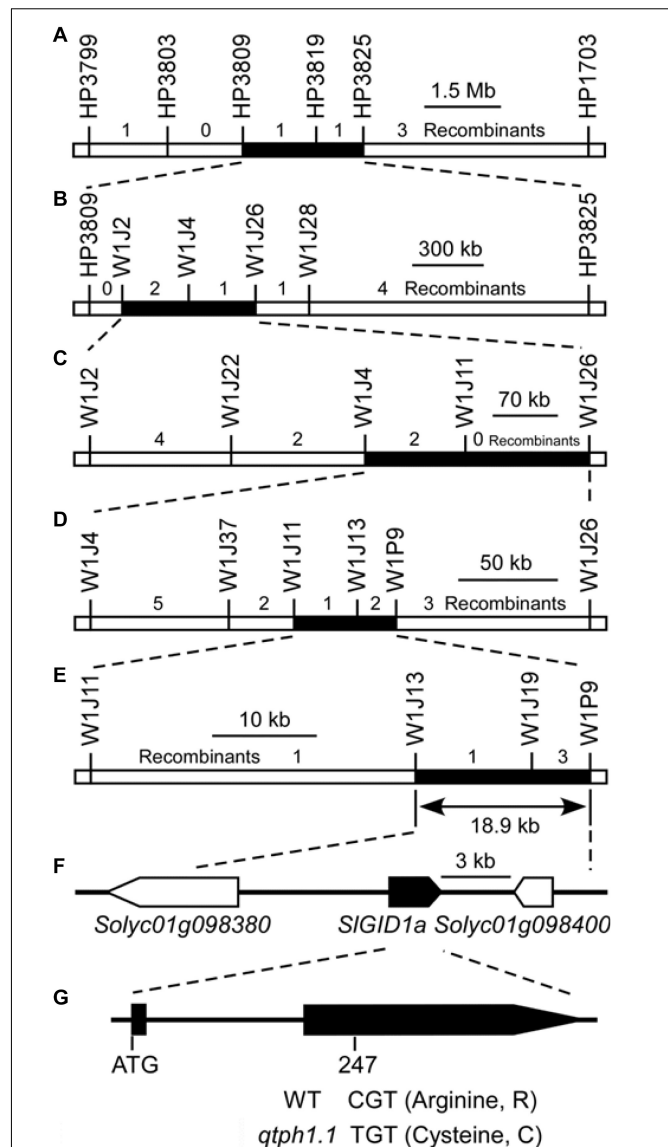 A
HP3799 HP3803 HP3809 HP3819 HP3825 HP1703
1.5 Mb
1 0 1 1 3 Recombinants
B
HP3809 W1J2 W1J4 W1J26 W1J28 HP3825
300 kb
0 2 1 1 4 Recombinants
C
W1J2 W1J22 W1J4 W1J11 W1J26
70 kb
4 2 2 0 Recombinants
D
W1J4 W1J37 W1J11 W1J13 W1P9 W1J26
50 kb
5 2 1 2 3 Recombinants
E
W1J11 W1J13 W1J19 W1P9
10 kb
Recombinants 1 1 3
18.9 kb
F
3 kb
Solyc01g098380 SlGID1a Solyc01g098400
G
ATG 247
WT CGT (Arginine, R)
qtph1.1 TGT (Cysteine, C)